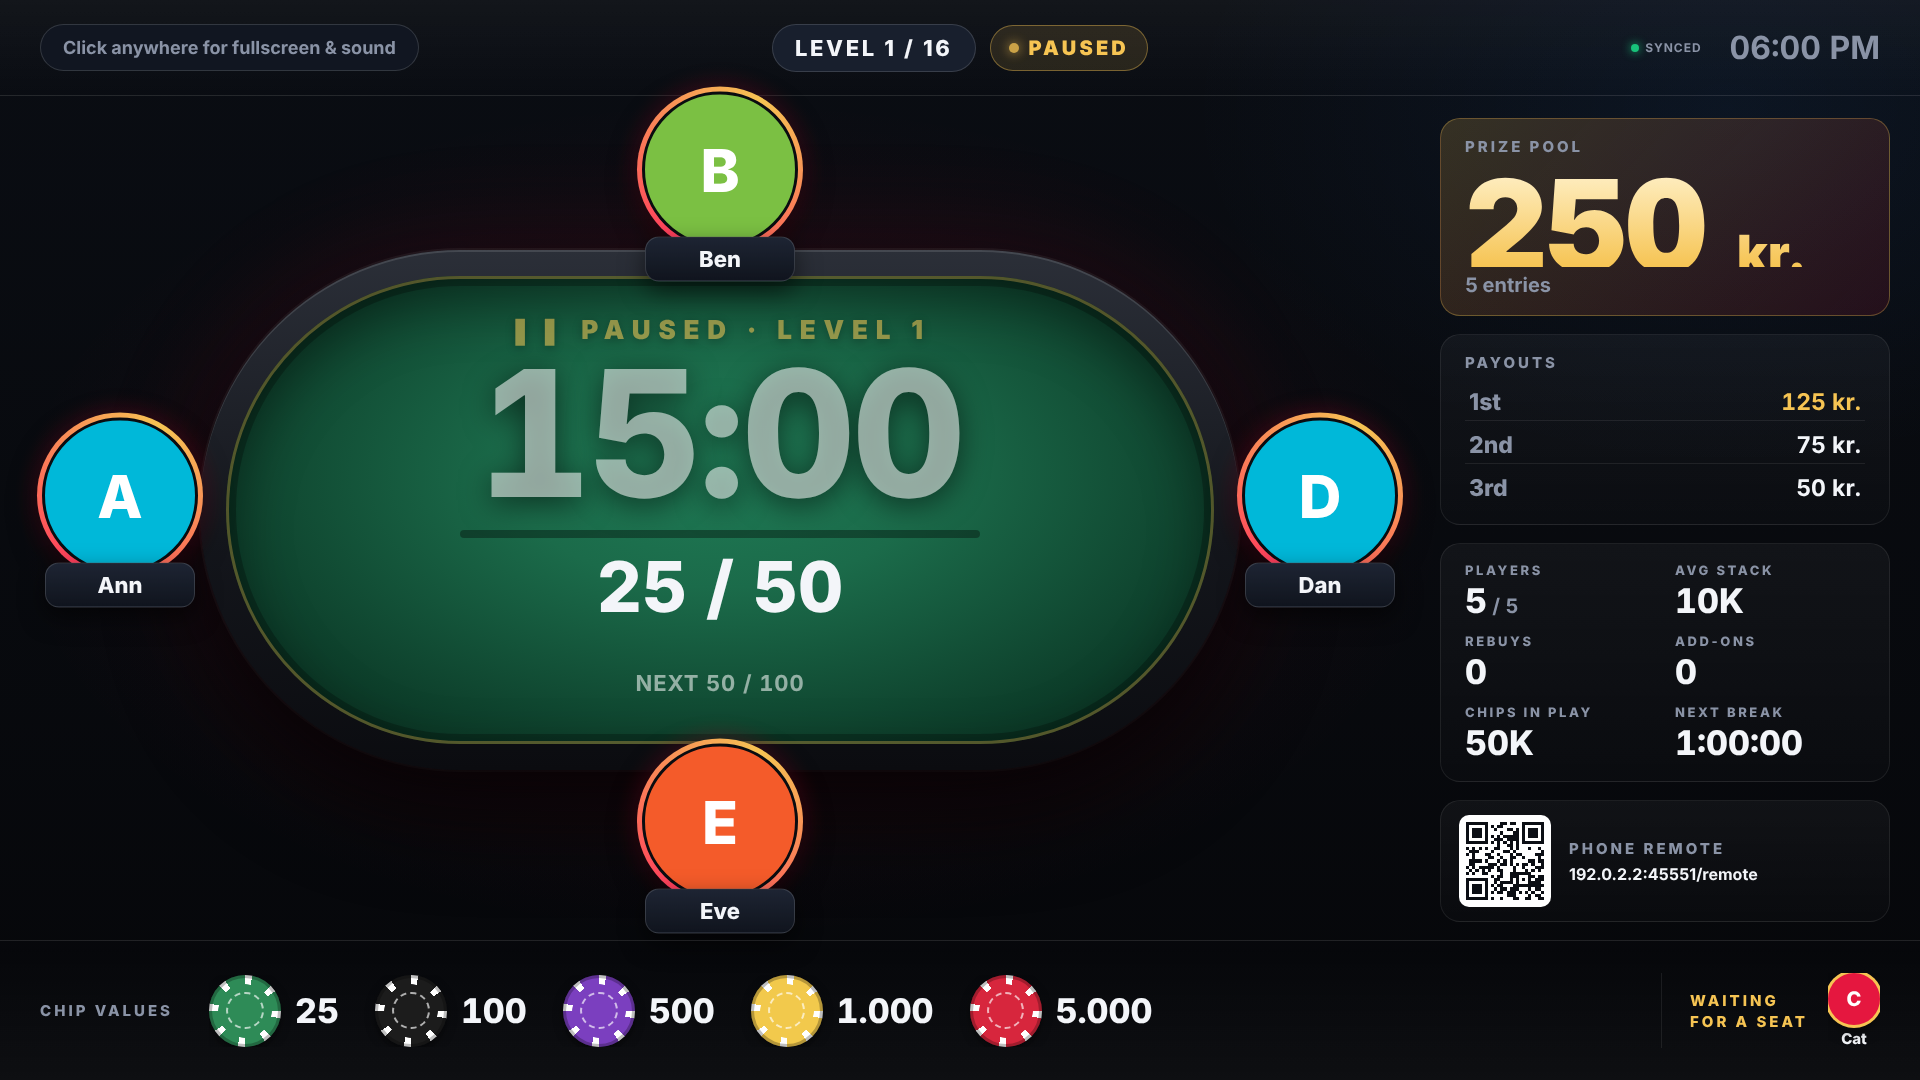 Click anywhere for fullscreen & sound
LEVEL 1 / 16
PAUSED
SYNCED
06:00 PM
B
Ben
A
Ann
D
Dan
E
Eve
❚❚ PAUSED · LEVEL 1
15:00
25 / 50
NEXT 50 / 100
PRIZE POOL
250 kr.
5 entries
PAYOUTS
1st 125 kr.
2nd 75 kr.
3rd 50 kr.
PLAYERS
5 / 5
AVG STACK
10K
REBUYS
0
ADD-ONS
0
CHIPS IN PLAY
50K
NEXT BREAK
1:00:00
PHONE REMOTE
192.0.2.2:45551/remote
CHIP VALUES
25
100
500
1.000
5.000
WAITING
FOR A SEAT
C
Cat